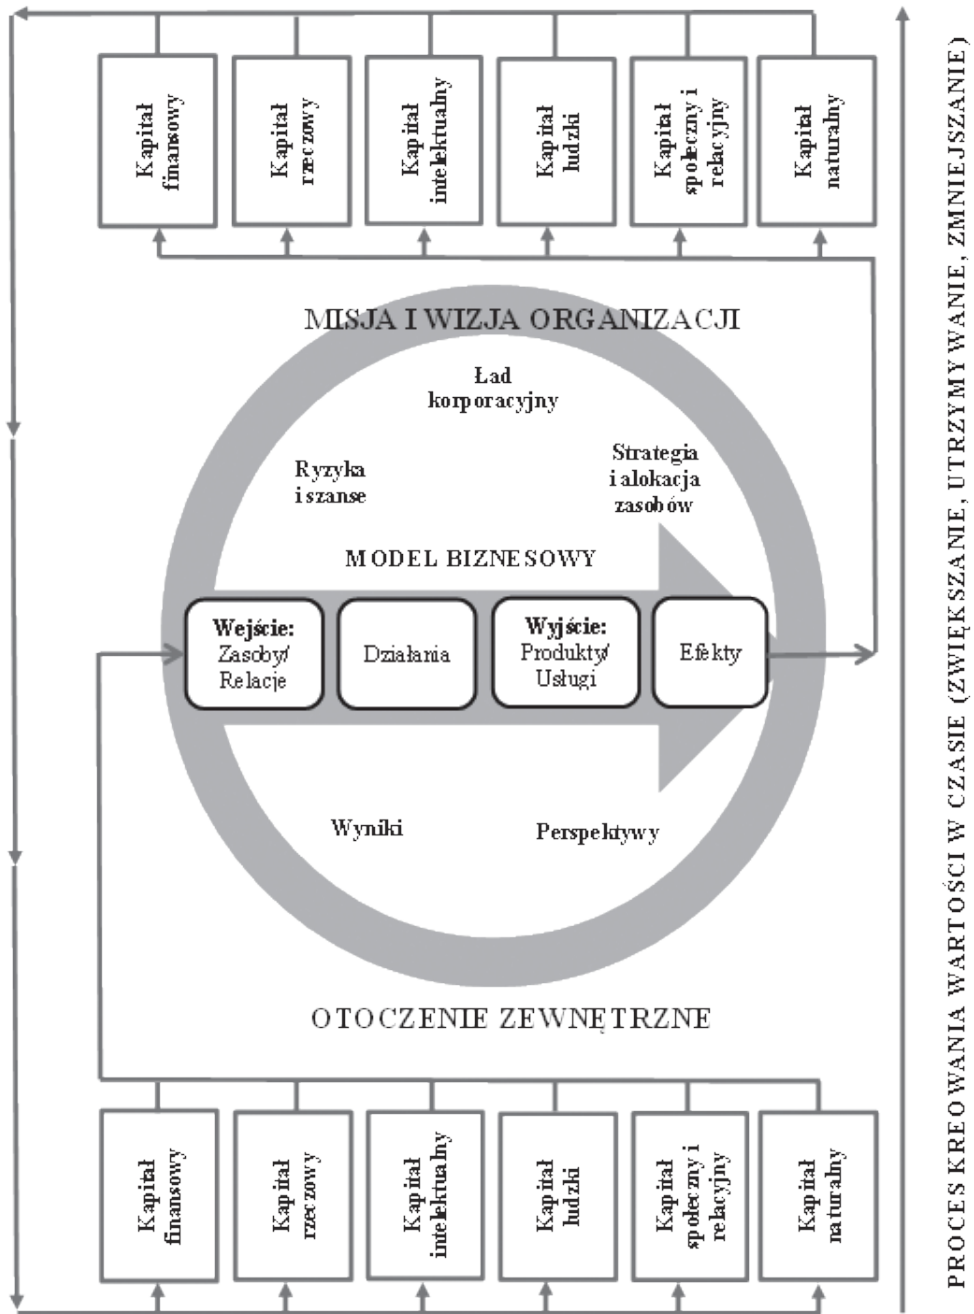 Kapitał
finansowy
Kapitał
rzeczowy
Kapitał
intelektualny
Kapitał
ludzki
Kapitał
społeczny i
relacyjny
Kapitał
naturalny
MISJA I WIZJA ORGANIZACJI
Ład
korporacyjny
Ryzyka
i szanse
Strategia
i alokacja
zasobów
MODEL BIZNESOWY
Wejście:
Zasoby/
Relacje
Działania
Wyjście:
Produkty/
Usługi
Efekty
Wyniki
Perspektywy
OTOCZENIE ZEWNĘTRZNE
Kapitał
finansowy
Kapitał
rzeczowy
Kapitał
intelektualny
Kapitał
ludzki
Kapitał
społeczny i
relacyjny
Kapitał
naturalny
PROCES KREOWANIA WARTOŚCI W CZASIE (ZWIĘKSZANIE, UTRZYMYWANIE, ZMNIEJSZANIE)